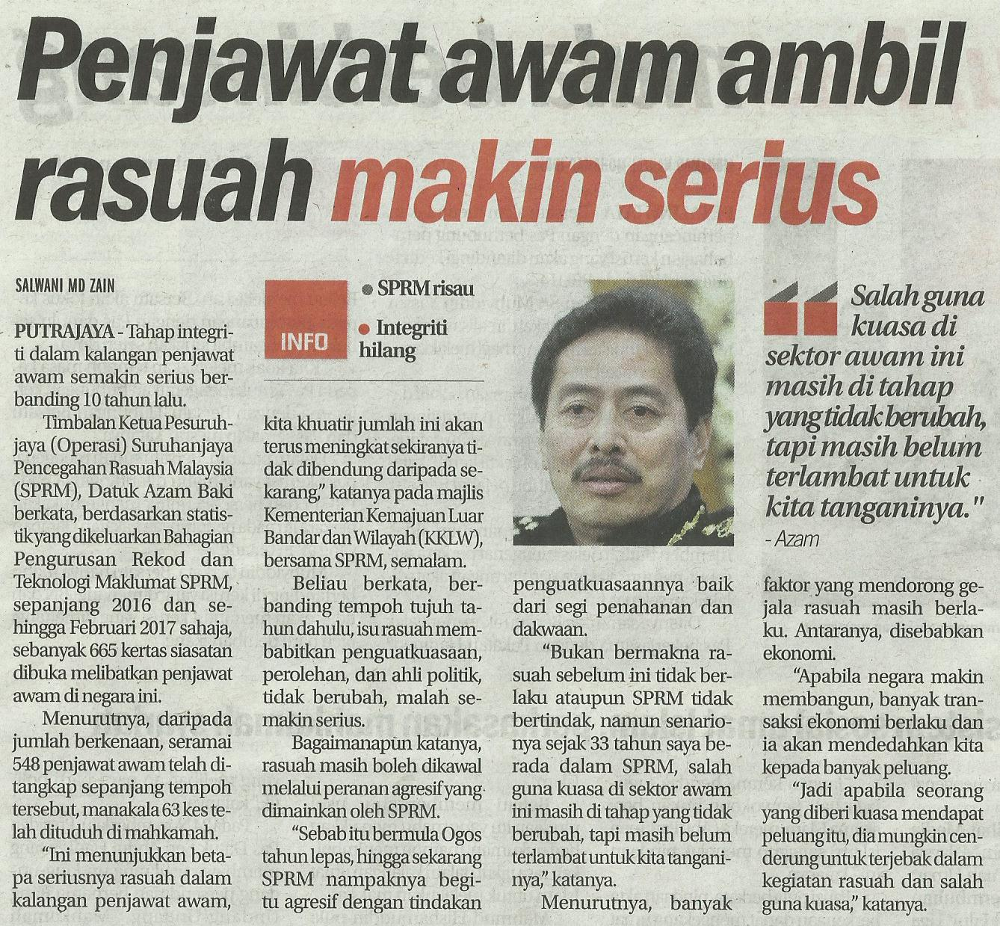 Penjawat awam ambil
rasuah makin serius
SALWANI MD ZAIN
PUTRAJAYA - Tahap integri-
ti dalam kalangan penjawat
awam semakin serius ber-
banding 10 tahun lalu.
Timbalan Ketua Pesuruh-
jaya (Operasi) Suruhanjaya
Pencegahan Rasuah Malaysia
(SPRM), Datuk Azam Baki
berkata, berdasarkan statis-
tik yang dikeluarkan Bahagian
Pengurusan Rekod dan
Teknologi Maklumat SPRM,
sepanjang 2016 dan se-
hingga Februari 2017 sahaja,
sebanyak 665 kertas siasatan
dibuka melibatkan penjawat
awam di negara ini.
Menurutnya, daripada
jumlah berkenaan, seramai
548 penjawat awam telah di-
tangkap sepanjang tempoh
tersebut, manakala 63 kes te-
lah dituduh di mahkamah.
"Ini menunjukkan beta-
pa seriusnya rasuah dalam
kalangan penjawat awam,
INFO
• SPRM risau
• Integriti
hilang
kita khuatir jumlah ini akan
terus meningkat sekiranya ti-
dak dibendung daripada se-
karang," katanya pada majlis
Kementerian Kemajuan Luar
Bandar dan Wilayah (KKLW),
bersama SPRM, semalam.
Beliau berkata, ber-
banding tempoh tujuh ta-
hun dahulu, isu rasuah mem-
babitkan penguatkuasaan,
perolehan, dan ahli politik,
tidak berubah, malah se-
makin serius.
Bagaimanapun katanya,
rasuah masih boleh dikawal
melalui peranan agresif yang
dimainkan oleh SPRM.
"Sebab itu bermula Ogos
tahun lepas, hingga sekarang
SPRM nampaknya begi-
tu agresif dengan tindakan
penguatkuasaannya baik
dari segi penahanan dan
dakwaan.
"Bukan bermakna ra-
suah sebelum ini tidak ber-
laku ataupun SPRM tidak
bertindak, namun senario-
nya sejak 33 tahun saya be-
rada dalam SPRM, salah
guna kuasa di sektor awam
ini masih di tahap yang tidak
berubah, tapi masih belum
terlambat untuk kita tangani-
nya," katanya.
Menurutnya, banyak
Salah guna
kuasa di
sektor awam ini
masih di tahap
yang tidak berubah,
tapi masih belum
terlambat untuk
kita tanganinya."
- Azam
faktor yang mendorong ge-
jala rasuah masih berla-
ku. Antaranya, disebabkan
ekonomi.
"Apabila negara makin
membangun, banyak tran-
saksi ekonomi berlaku dan
ia akan mendedahkan kita
kepada banyak peluang.
"Jadi apabila seorang
yang diberi kuasa mendapat
peluang itu, dia mungkin cen-
derung untuk terjebak dalam
kegiatan rasuah dan salah
guna kuasa," katanya.